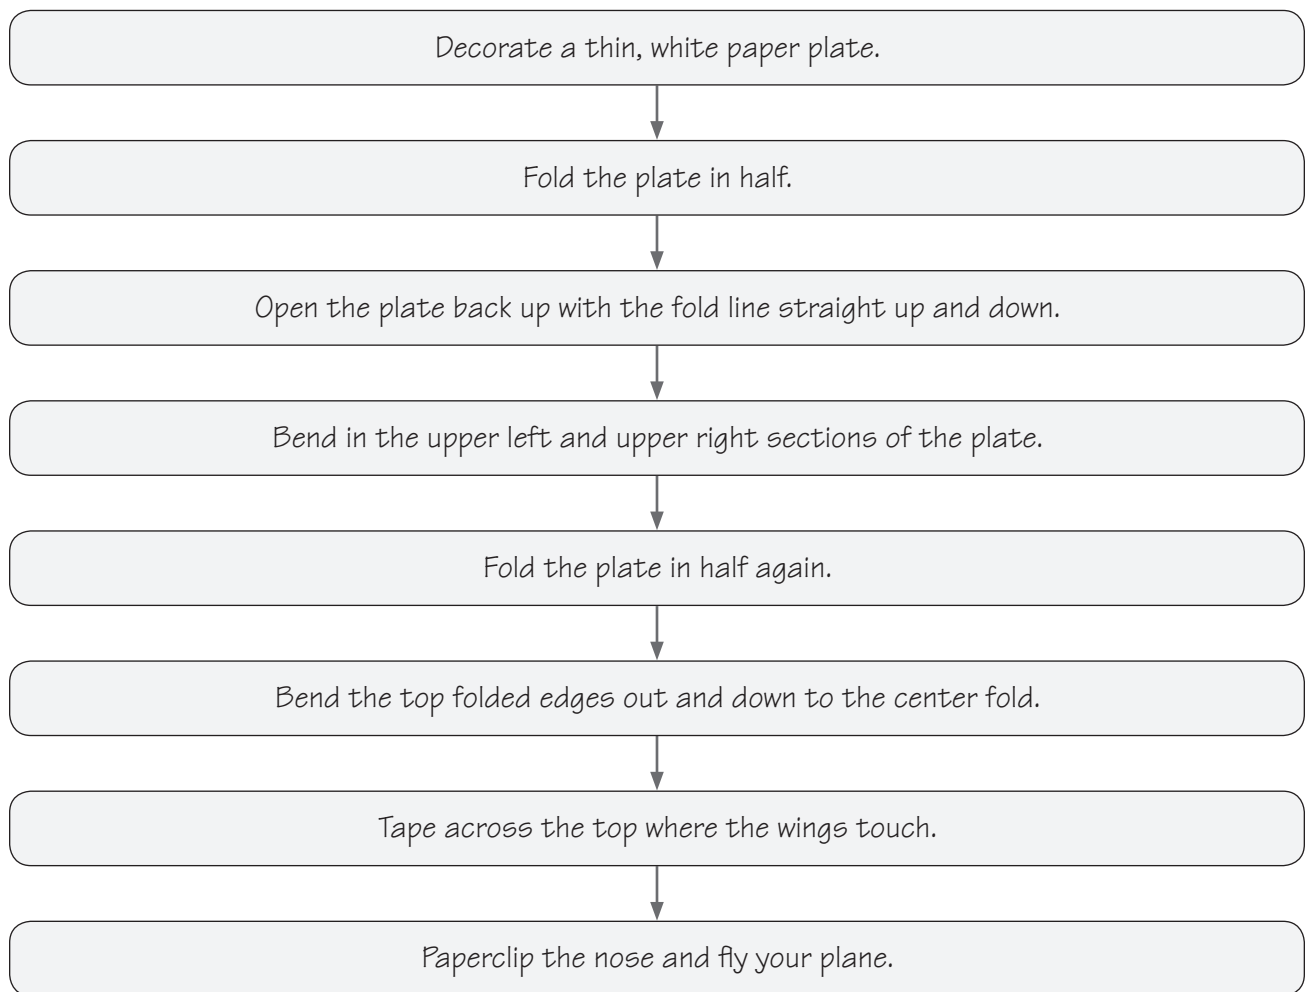 Decorate a thin, white paper plate.
Fold the plate in half.
Open the plate back up with the fold line straight up and down.
Bend in the upper left and upper right sections of the plate.
Fold the plate in half again.
Bend the top folded edges out and down to the center fold.
Tape across the top where the wings touch.
Paperclip the nose and fly your plane.